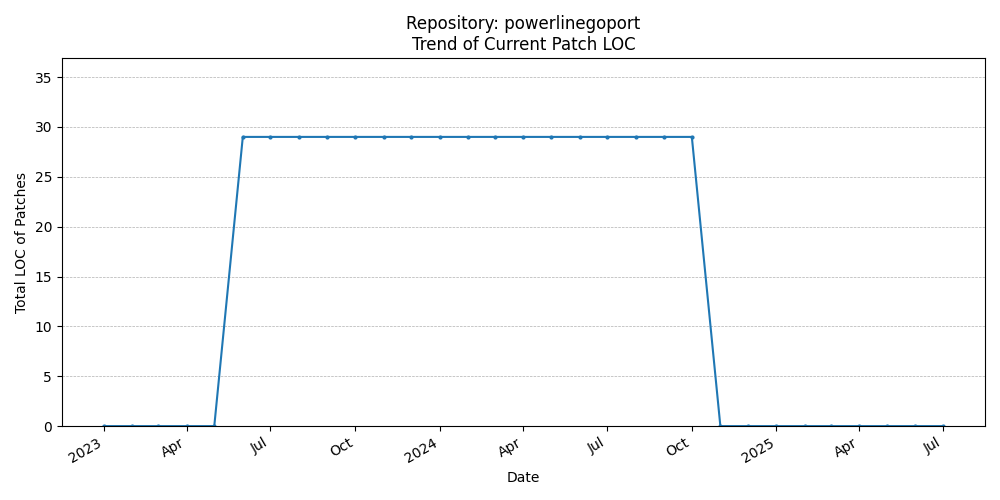 Repository: powerlinegoport
Trend of Current Patch LOC
Total LOC of Patches
35
30
25
20
15
10
5
0
2023
Apr
Jul
Oct
2024
Apr
Jul
Oct
2025
Apr
Jul
Date